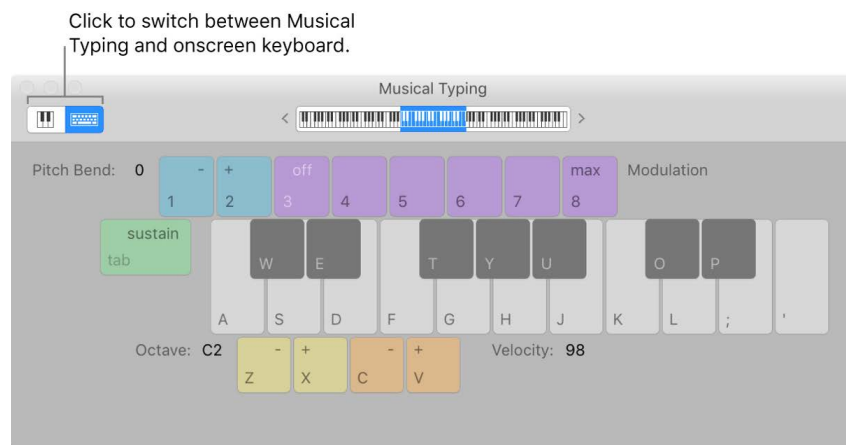 Click to switch between Musical
Typing and onscreen keyboard.
Musical Typing
Pitch Bend: 0 - + off max Modulation
1 2 3 4 5 6 7 8
sustain
tab
W E T Y U O P
A S D F G H J K L ; '
Octave: C2 - + - + Velocity: 98
Z X C V